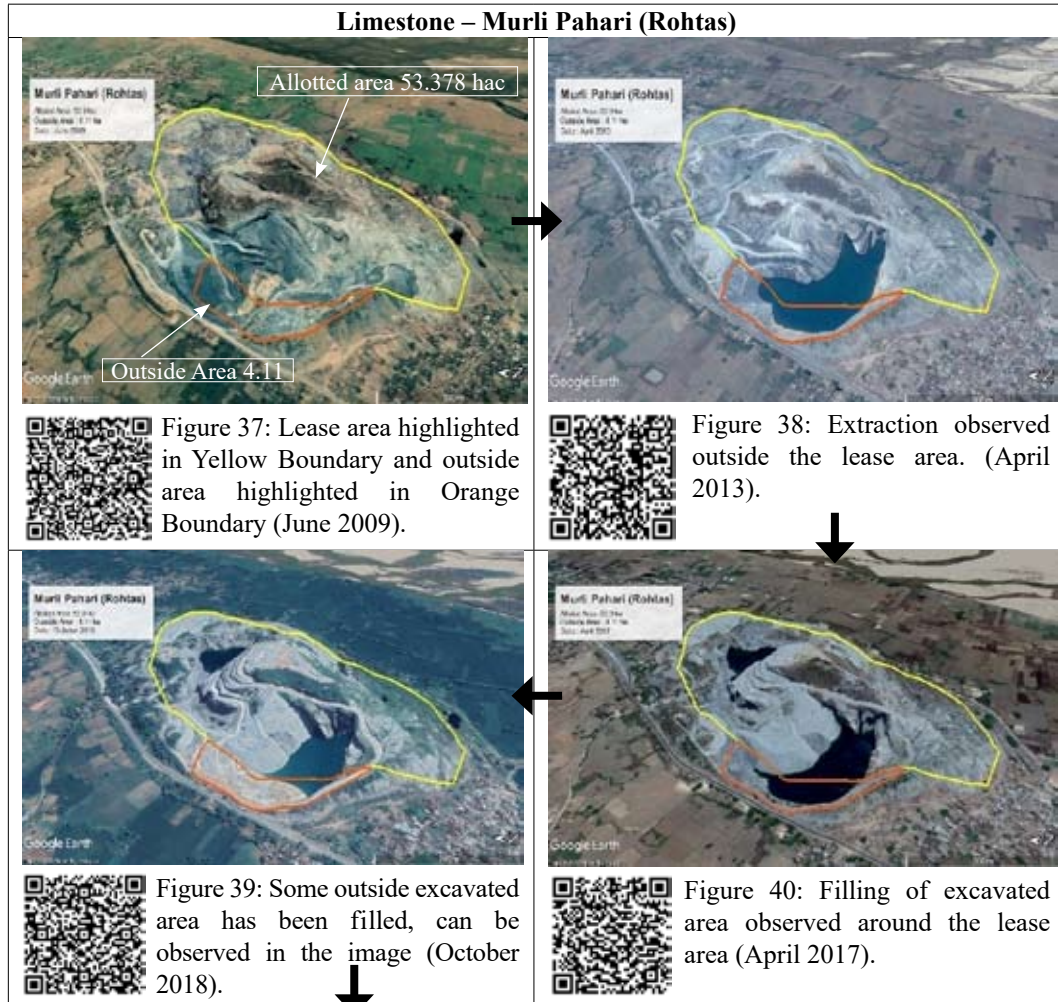 Limestone – Murli Pahari (Rohtas)
Murli Pahari (Rohtas)
Allotted area 53.378 hac
Outside Area 4.11
Google Earth
Figure 37: Lease area highlighted
in Yellow Boundary and outside
area highlighted in Orange
Boundary (June 2009).
Murli Pahari (Rohtas)
Google Earth
Figure 38: Extraction observed
outside the lease area. (April
2013).
Murli Pahari (Rohtas)
Google Earth
Figure 39: Some outside excavated
area has been filled, can be
observed in the image (October
2018).
Murli Pahari (Rohtas)
Google Earth
Figure 40: Filling of excavated
area observed around the lease
area (April 2017).